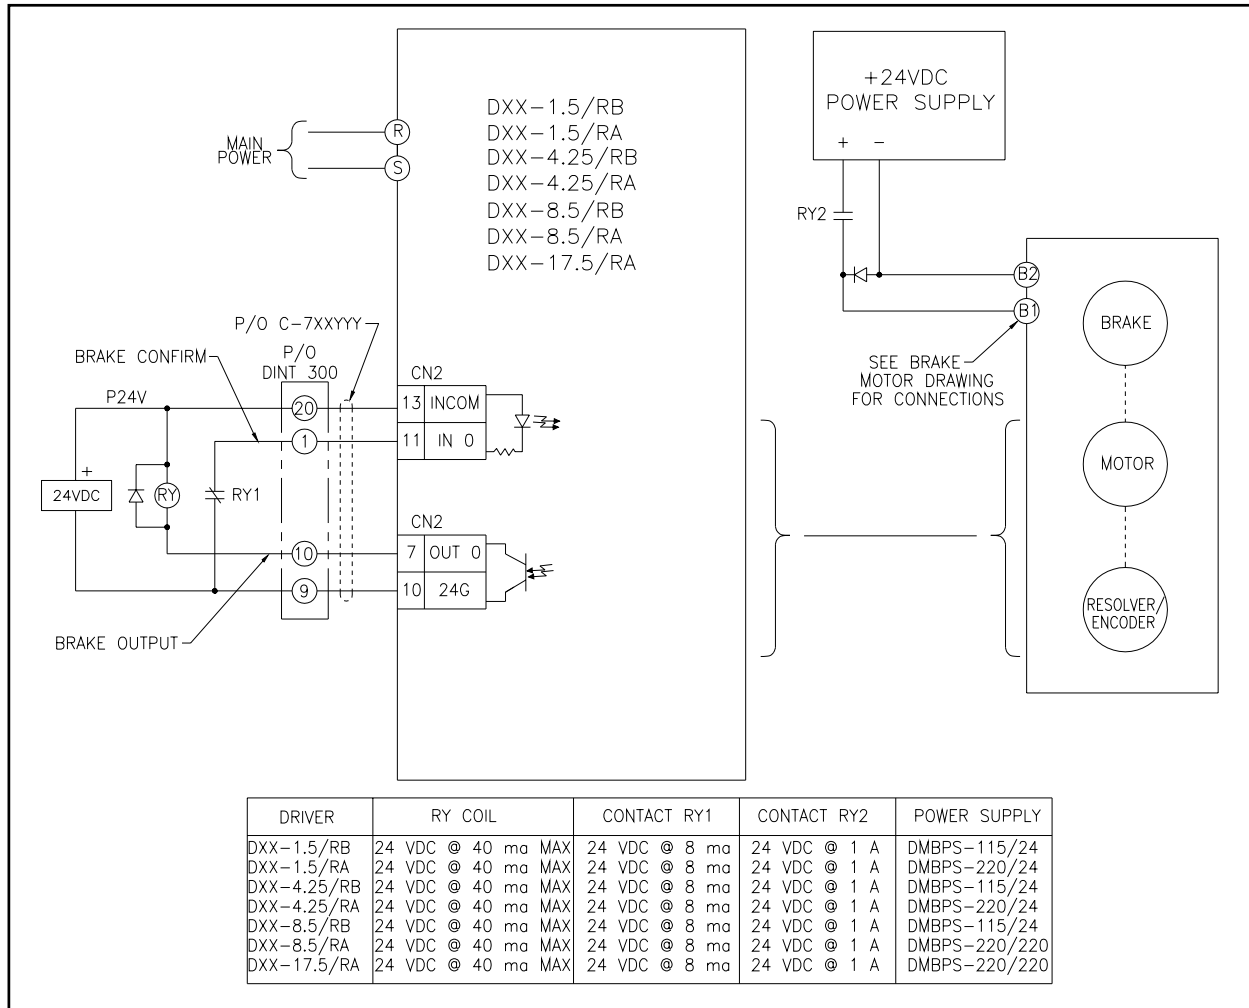 DXX-1.5/RB
DXX-1.5/RA
DXX-4.25/RB
DXX-4.25/RA
DXX-8.5/RB
DXX-8.5/RA
DXX-17.5/RA
MAIN
POWER
R
S
+24VDC
POWER SUPPLY
+ -
RY2
B2
B1
BRAKE
SEE BRAKE
MOTOR DRAWING
FOR CONNECTIONS
MOTOR
RESOLVER/
ENCODER
P/O C-7XXYYY
BRAKE CONFIRM
P/O
DINT 300
P24V
20
1
CN2
13 INCOM
11 IN 0
+
24VDC
RY
RY1
CN2
10
7 OUT 0
9
10 24G
BRAKE OUTPUT
DRIVER RY COIL CONTACT RY1 CONTACT RY2 POWER SUPPLY
DXX-1.5/RB 24 VDC @ 40 ma MAX 24 VDC @ 8 ma 24 VDC @ 1 A DMBPS-115/24
DXX-1.5/RA 24 VDC @ 40 ma MAX 24 VDC @ 8 ma 24 VDC @ 1 A DMBPS-220/24
DXX-4.25/RB 24 VDC @ 40 ma MAX 24 VDC @ 8 ma 24 VDC @ 1 A DMBPS-115/24
DXX-4.25/RA 24 VDC @ 40 ma MAX 24 VDC @ 8 ma 24 VDC @ 1 A DMBPS-220/24
DXX-8.5/RB 24 VDC @ 40 ma MAX 24 VDC @ 8 ma 24 VDC @ 1 A DMBPS-115/24
DXX-8.5/RA 24 VDC @ 40 ma MAX 24 VDC @ 8 ma 24 VDC @ 1 A DMBPS-220/220
DXX-17.5/RA 24 VDC @ 40 ma MAX 24 VDC @ 8 ma 24 VDC @ 1 A DMBPS-220/220